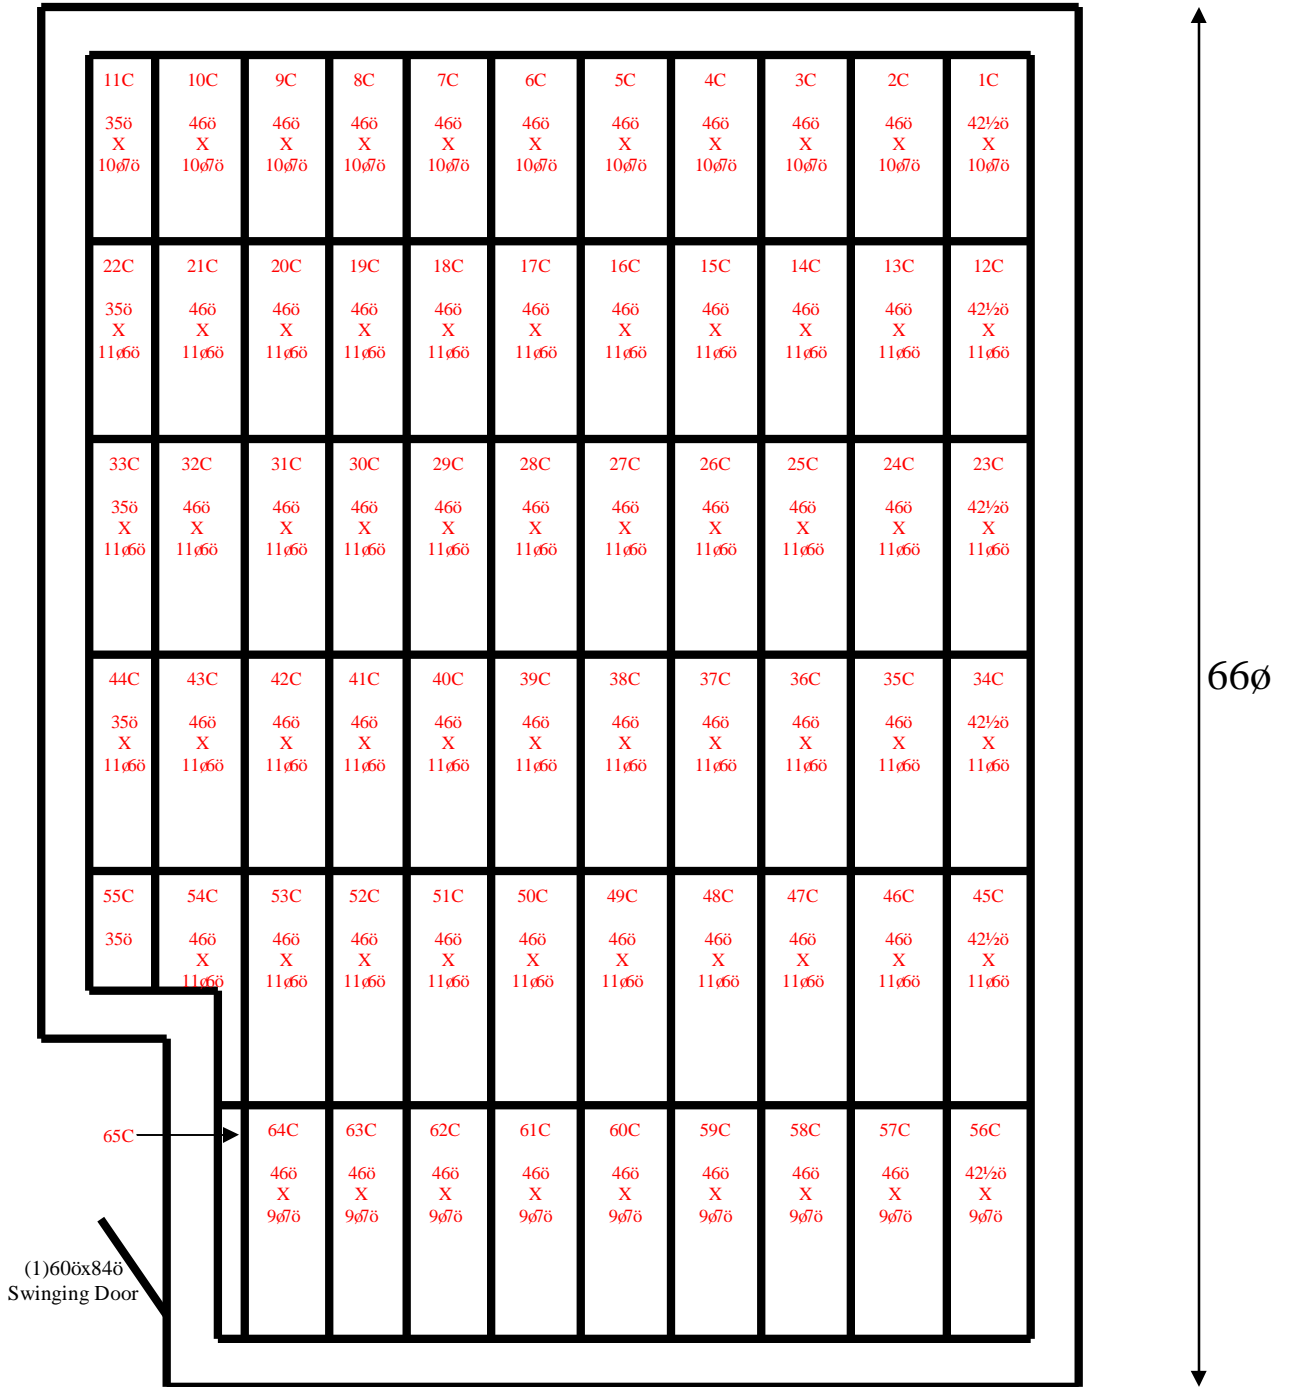 11C 10C 9C 8C 7C 6C 5C 4C 3C 2C 1C
35ö 46ö 46ö 46ö 46ö 46ö 46ö 46ö 46ö 46ö 42½ö
X X X X X X X X X X X
10ø7ö 10ø7ö 10ø7ö 10ø7ö 10ø7ö 10ø7ö 10ø7ö 10ø7ö 10ø7ö 10ø7ö 10ø7ö
22C 21C 20C 19C 18C 17C 16C 15C 14C 13C 12C
35ö 46ö 46ö 46ö 46ö 46ö 46ö 46ö 46ö 46ö 42½ö
X X X X X X X X X X X
11ø6ö 11ø6ö 11ø6ö 11ø6ö 11ø6ö 11ø6ö 11ø6ö 11ø6ö 11ø6ö 11ø6ö 11ø6ö
33C 32C 31C 30C 29C 28C 27C 26C 25C 24C 23C
35ö 46ö 46ö 46ö 46ö 46ö 46ö 46ö 46ö 46ö 42½ö
X X X X X X X X X X X
11ø6ö 11ø6ö 11ø6ö 11ø6ö 11ø6ö 11ø6ö 11ø6ö 11ø6ö 11ø6ö 11ø6ö 11ø6ö
66ø
44C 43C 42C 41C 40C 39C 38C 37C 36C 35C 34C
35ö 46ö 46ö 46ö 46ö 46ö 46ö 46ö 46ö 46ö 42½ö
X X X X X X X X X X X
11ø6ö 11ø6ö 11ø6ö 11ø6ö 11ø6ö 11ø6ö 11ø6ö 11ø6ö 11ø6ö 11ø6ö 11ø6ö
55C 54C 53C 52C 51C 50C 49C 48C 47C 46C 45C
35ö 46ö 46ö 46ö 46ö 46ö 46ö 46ö 46ö 46ö 42½ö
X X X X X X X X X X
11ø6ö 11ø6ö 11ø6ö 11ø6ö 11ø6ö 11ø6ö 11ø6ö 11ø6ö 11ø6ö 11ø6ö
65C 64C 63C 62C 61C 60C 59C 58C 57C 56C
46ö 46ö 46ö 46ö 46ö 46ö 46ö 46ö 42½ö
X X X X X X X X X
9ø7ö 9ø7ö 9ø7ö 9ø7ö 9ø7ö 9ø7ö 9ø7ö 9ø7ö 9ø7ö
(1)60öx84ö
Swinging Door